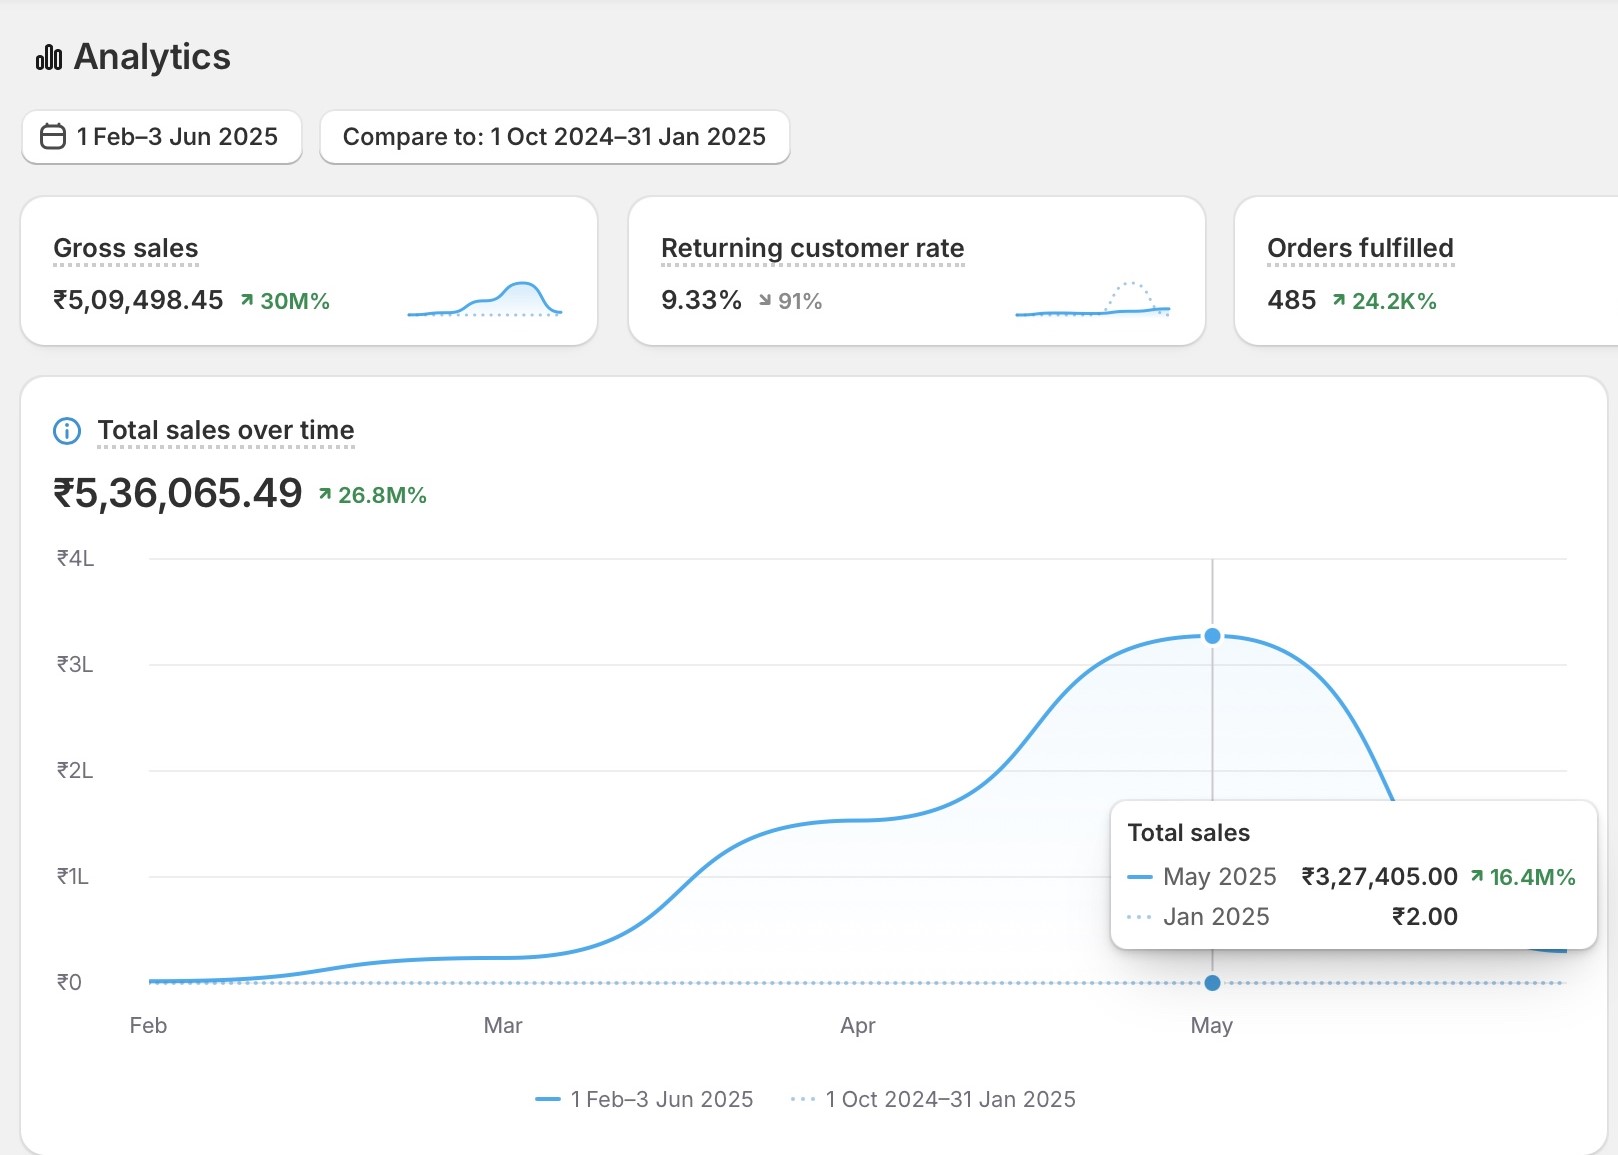 Analytics
1 Feb–3 Jun 2025
Compare to: 1 Oct 2024–31 Jan 2025
Gross sales
₹5,09,498.45 ↗ 30M%
Returning customer rate
9.33% ↘ 91%
Orders fulfilled
485 ↗ 24.2K%
Total sales over time
₹5,36,065.49 ↗ 26.8M%
₹4L
₹3L
₹2L
₹1L
₹0
Total sales
May 2025 ₹3,27,405.00 ↗ 16.4M%
Jan 2025 ₹2.00
Feb Mar Apr May
1 Feb–3 Jun 2025 1 Oct 2024–31 Jan 2025